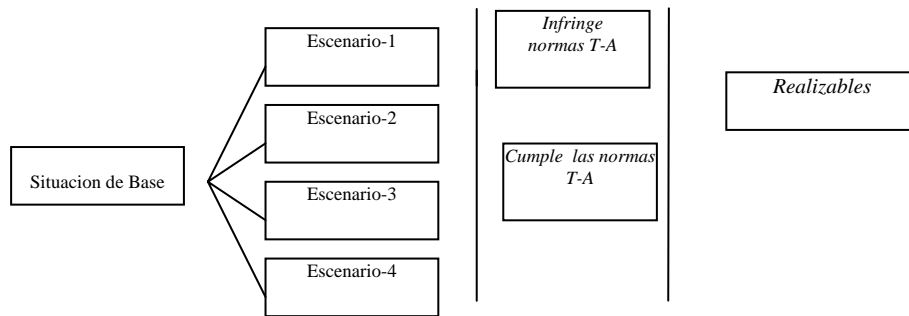 Situacion de Base
Escenario-1
Escenario-2
Escenario-3
Escenario-4
Infringe
normas T-A
Cumple las normas
T-A
Realizables